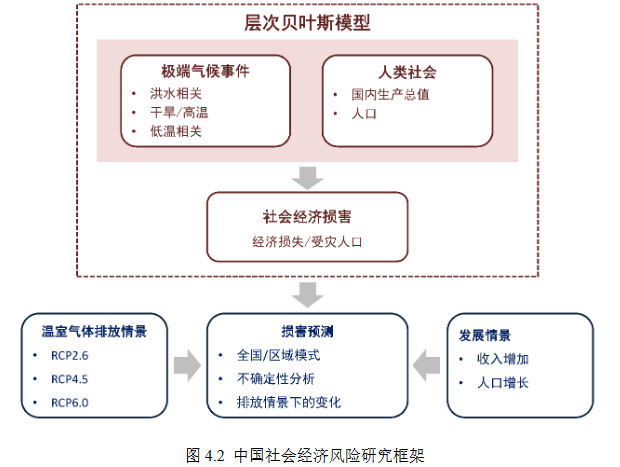 层次贝叶斯模型
极端气候事件
• 洪水相关
• 干旱/高温
• 低温相关
人类社会
• 国内生产总值
• 人口
社会经济损害
经济损失/受灾人口
温室气体排放情景
• RCP2.6
• RCP4.5
• RCP6.0
损害预测
• 全国/区域模式
• 不确定性分析
• 排放情景下的变化
发展情景
• 收入增加
• 人口增长
图 4.2 中国社会经济风险研究框架